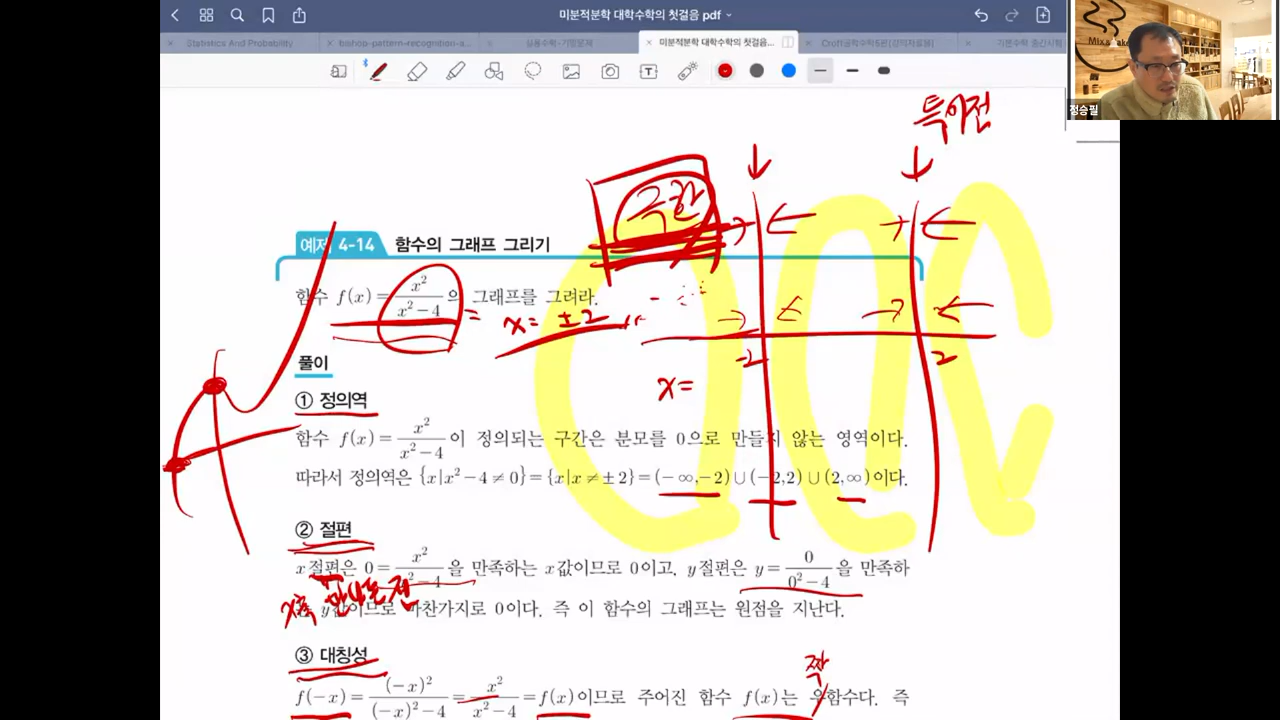 미분적분학 대학수학의 첫걸음 pdf
Statistics And Probability
bishop-pattern-recognition-a...
미분적분학 대학수학의 첫걸음...
정승필
특이점
극한
예제 4-14 함수의 그래프 그리기
함수 f(x) = x²/(x²-4)의 그래프를 그려라.
x = ±2
-2 2
x =
풀이
① 정의역
함수 f(x) = x²/(x²-4)이 정의되는 구간은 분모를 0으로 만들지 않는 영역이다.
따라서 정의역은 {x|x²-4≠0} = {x|x≠±2} = (-∞,-2)∪(-2,2)∪(2,∞)이다.
② 절편
x절편은 0 = x²/(x²-4)을 만족하는 x값이므로 0이고, y절편은 y = 0/(0²-4)을 만족하
y값이므로 마찬가지로 0이다. 즉 이 함수의 그래프는 원점을 지난다.
x축 만나는 점
③ 대칭성
짝
f(-x) = (-x)²/((-x)²-4) = x²/(x²-4) = f(x)이므로 주어진 함수 f(x)는 우함수다. 즉